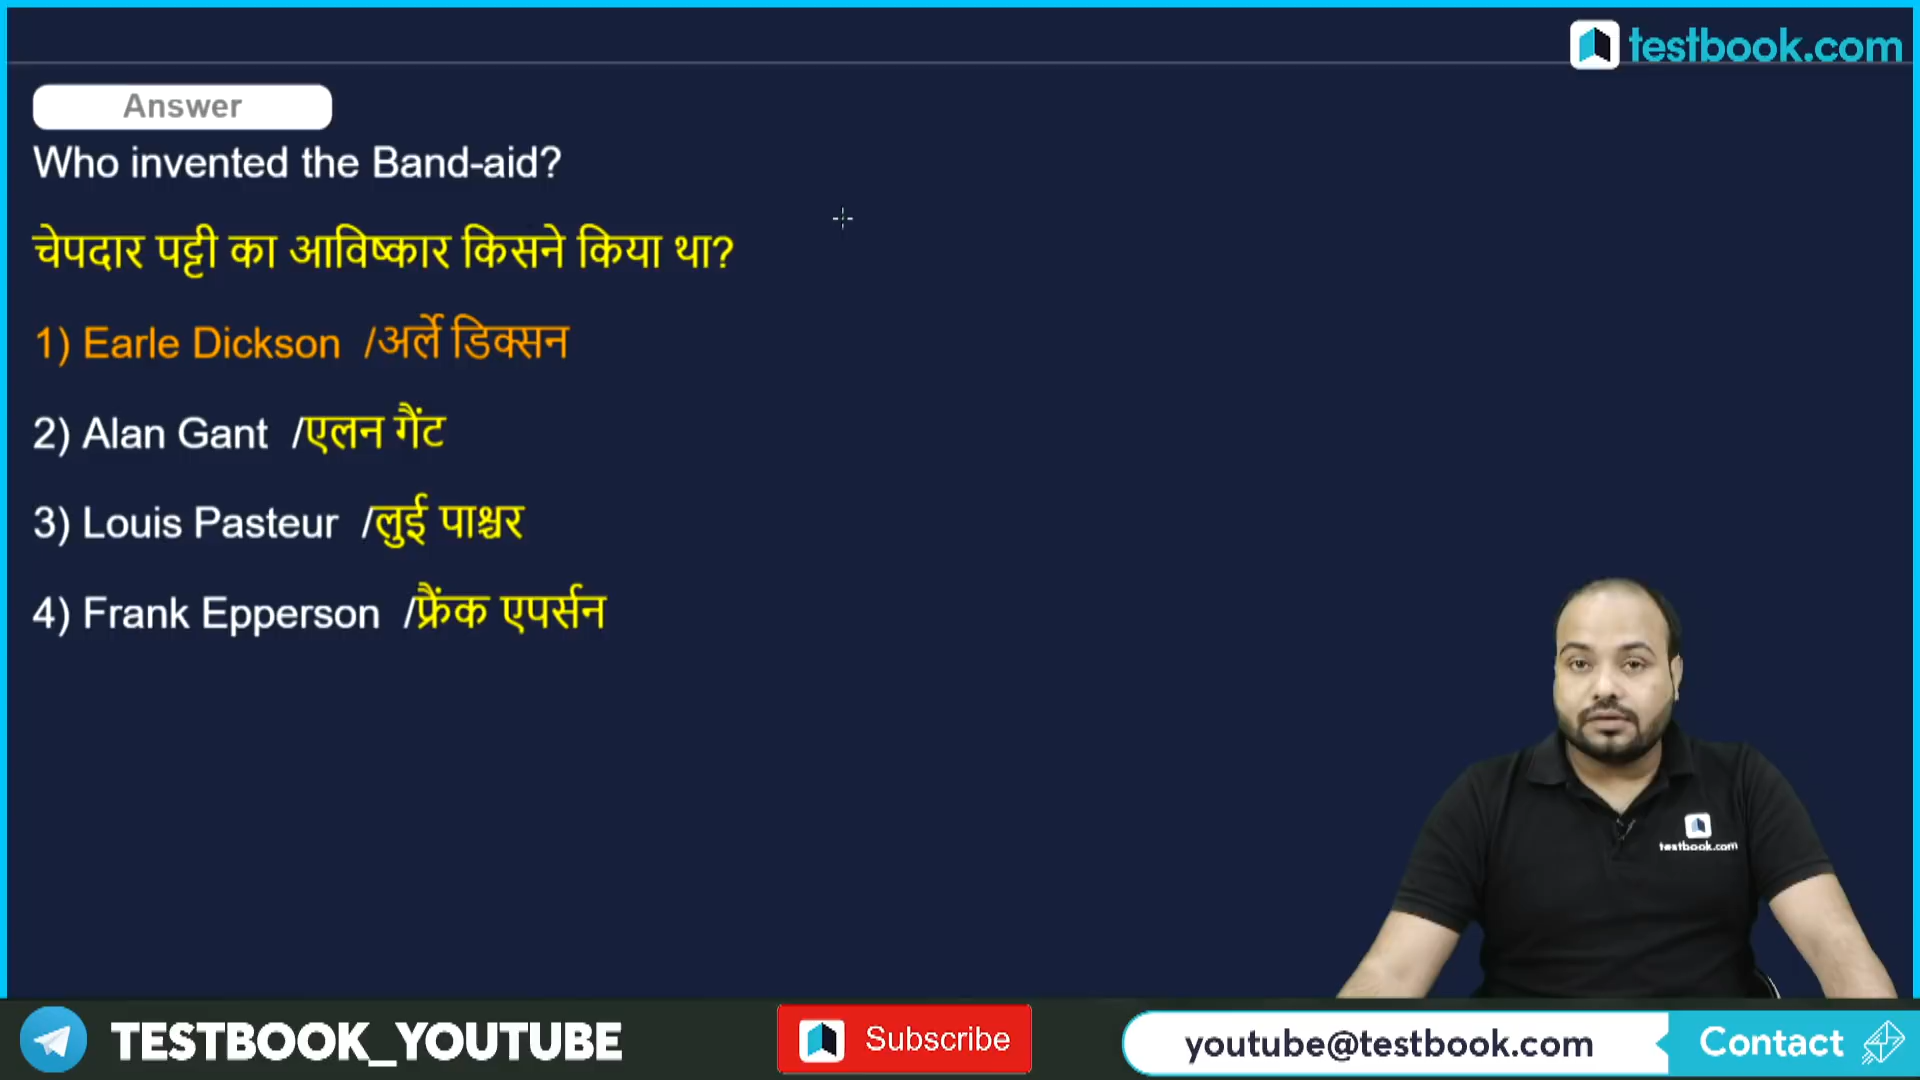 testbook.com
Answer
Who invented the Band-aid?
चेपदार पट्टी का आविष्कार किसने किया था?
1) Earle Dickson /अर्ले डिक्सन
2) Alan Gant /एलन गैंट
3) Louis Pasteur /लुई पाश्चर
4) Frank Epperson /फ्रैंक एपर्सन
testbook.com
TESTBOOK_YOUTUBE
Subscribe
youtube@testbook.com
Contact